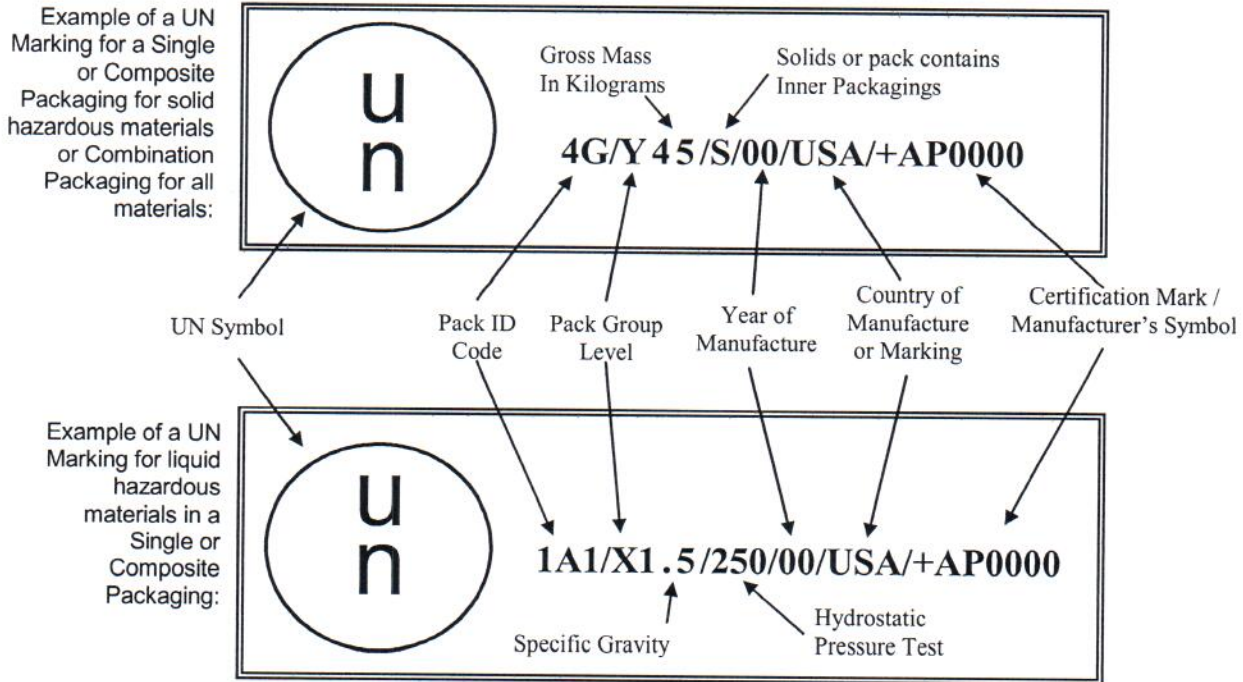 Example of a UN
Marking for a Single
or Composite
Packaging for solid
hazardous materials
or Combination
Packaging for all
materials:
u
n
Gross Mass
In Kilograms
Solids or pack contains
Inner Packagings
4G/Y 45/S/00/USA/+AP0000
UN Symbol
Pack ID
Code
Pack Group
Level
Year of
Manufacture
Country of
Manufacture
or Marking
Certification Mark /
Manufacturer's Symbol
Example of a UN
Marking for liquid
hazardous
materials in a
Single or
Composite
Packaging:
u
n
1A1/X1.5/250/00/USA/+AP0000
Specific Gravity
Hydrostatic
Pressure Test